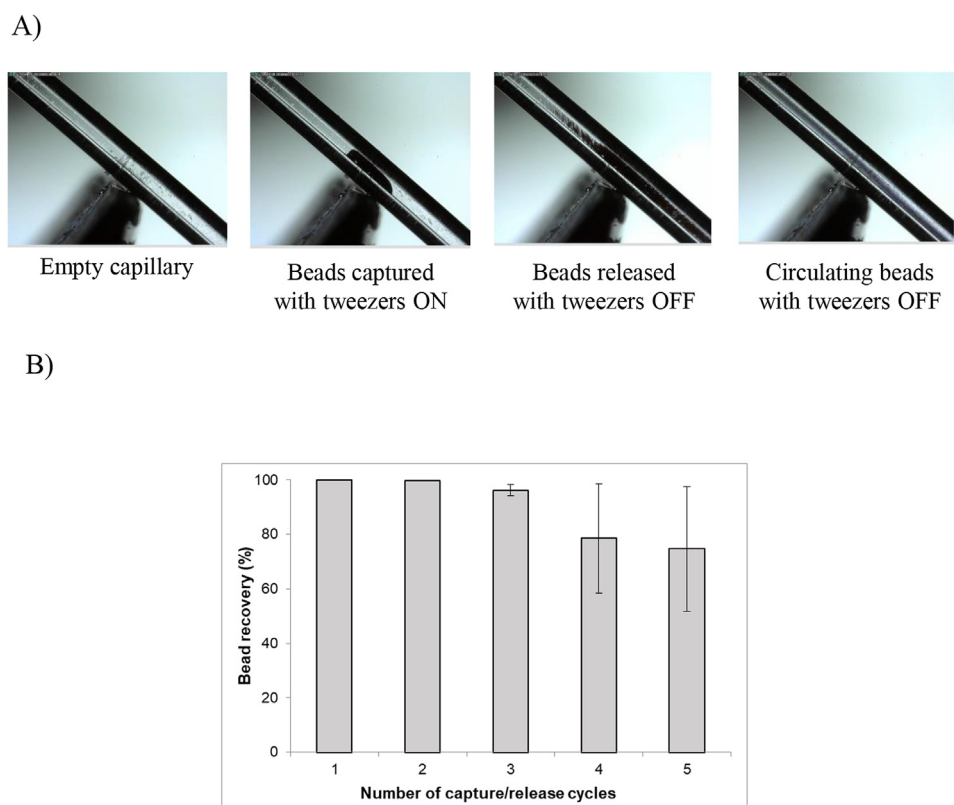 A)
Empty capillary
Beads captured
with tweezers ON
Beads released
with tweezers OFF
Circulating beads
with tweezers OFF
B)
Bead recovery (%)
100
80
60
40
20
0
1 2 3 4 5
Number of capture/release cycles